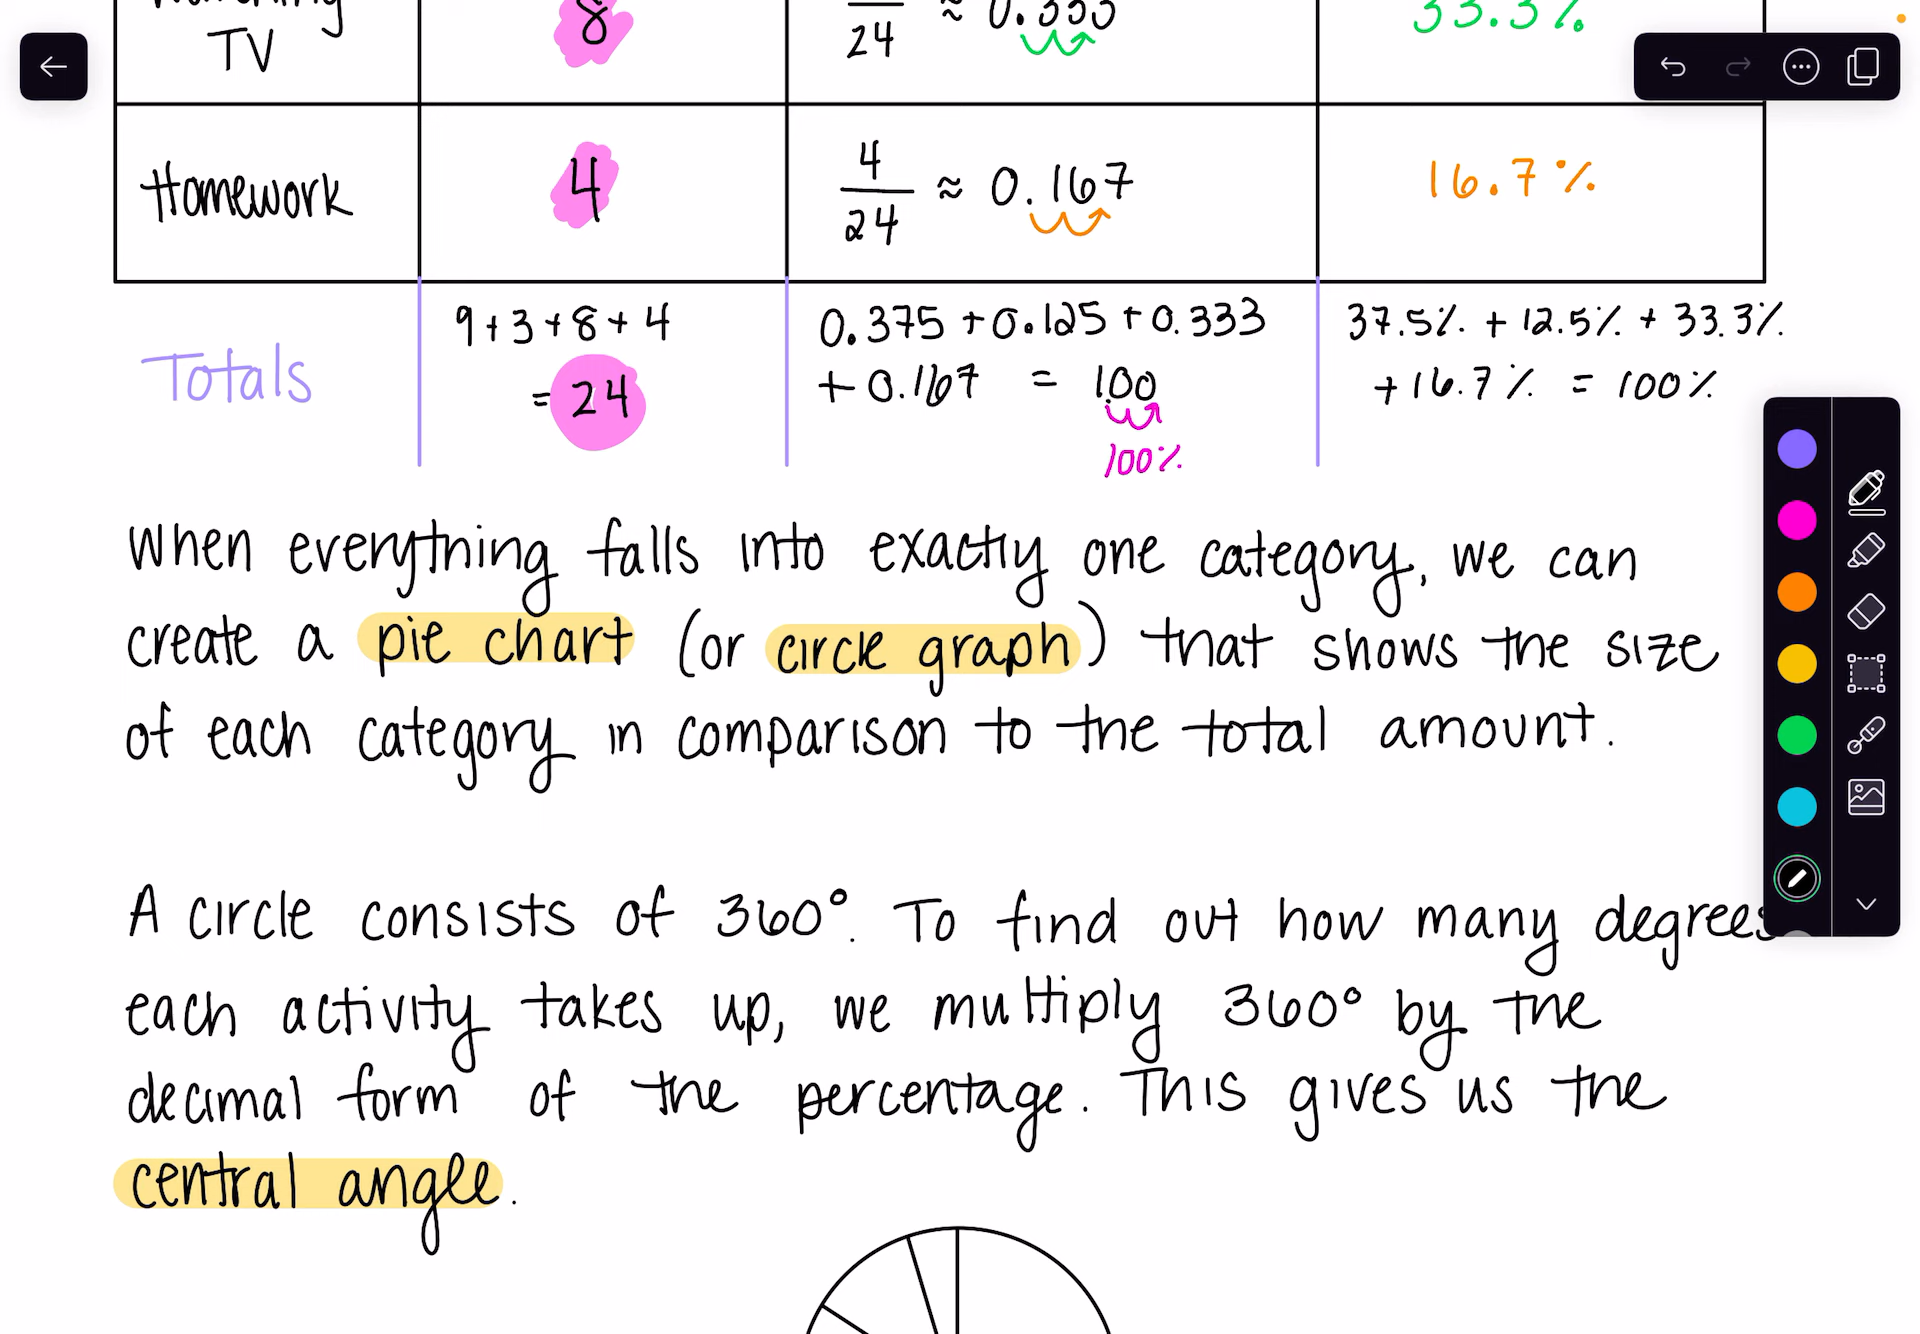 TV
8
24
≈ 0.333
33.3%
Homework
4
4
24
≈ 0.167
16.7%
Totals
9+3+8+4
= 24
0.375 + 0.125 + 0.333
+ 0.167 = 1.00
100%
37.5% + 12.5% + 33.3%
+ 16.7% = 100%
When everything falls into exactly one category, we can
create a pie chart (or circle graph) that shows the size
of each category in comparison to the total amount.
A circle consists of 360°. To find out how many degrees
each activity takes up, we multiply 360° by the
decimal form of the percentage. This gives us the
central angle.